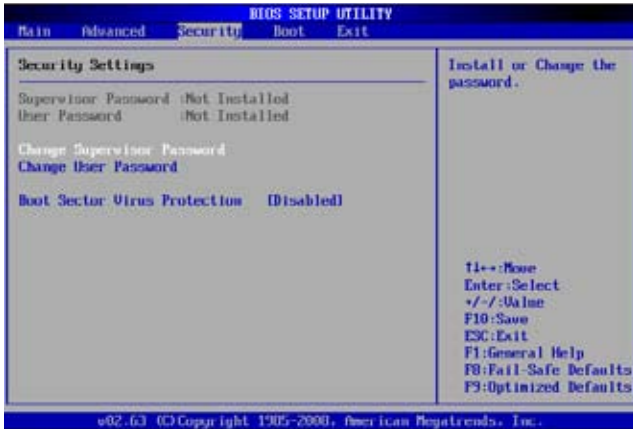 BIOS SETUP UTILITY
Main Advanced Security Boot Exit
Security Settings
Supervisor Password :Not Installed
User Password :Not Installed
Change Supervisor Password
Change User Password
Boot Sector Virus Protection [Disabled]
Install or Change the
password.
↑↓←→:Move
Enter:Select
+/-/:Value
F10:Save
ESC:Exit
F1:General Help
F8:Fail-Safe Defaults
F9:Optimized Defaults
v02.63 (C)Copyright 1985-2008, American Megatrends, Inc.